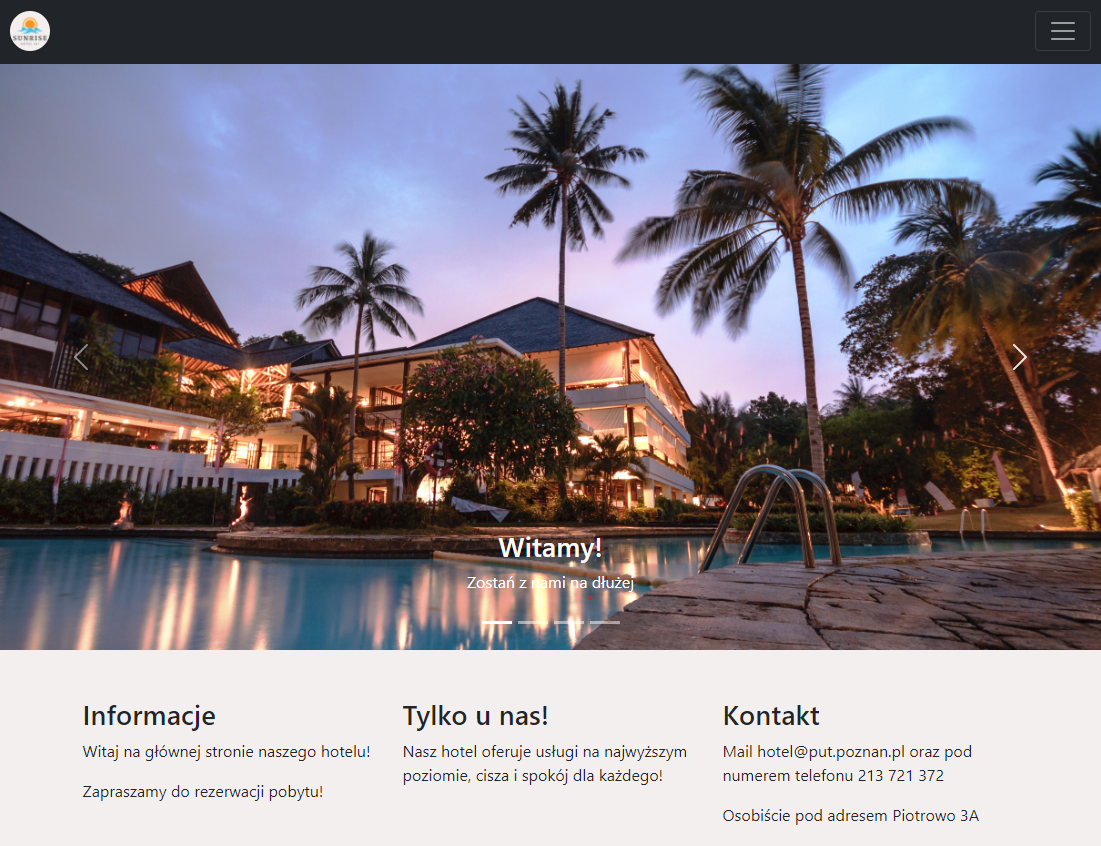 SUNRISE
Witamy!
Zostań z nami na dłużej
Informacje
Witaj na głównej stronie naszego hotelu!
Zapraszamy do rezerwacji pobytu!
Tylko u nas!
Nasz hotel oferuje usługi na najwyższym
poziomie, cisza i spokój dla każdego!
Kontakt
Mail hotel@put.poznan.pl oraz pod
numerem telefonu 213 721 372
Osobiście pod adresem Piotrowo 3A